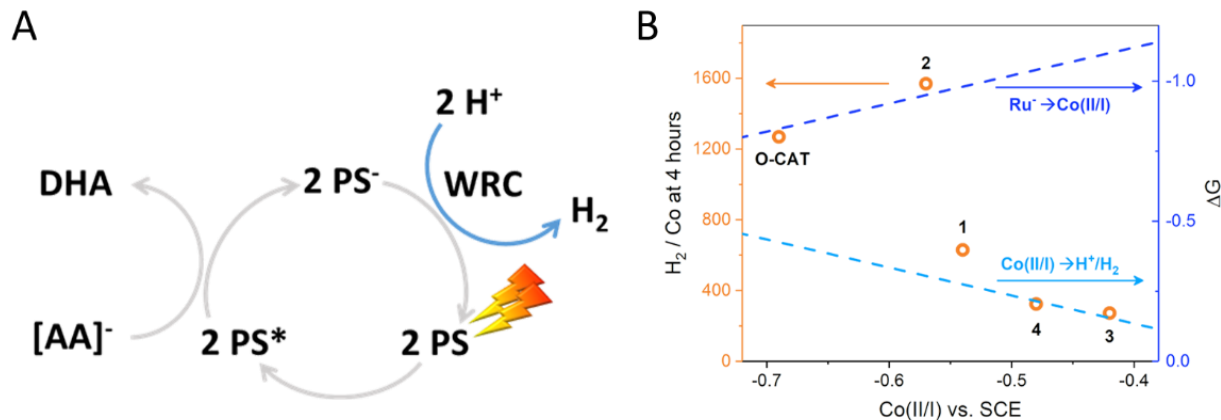 A
2 H⁺
DHA
2 PS⁻
WRC
H₂
[AA]⁻
2 PS*
2 PS
B
H₂ / Co at 4 hours
1600
1200
800
400
0
2
O-CAT
1
4
3
Ru⁻→Co(II/I)
Co(II/I)→H⁺/H₂
-1.0
-0.5
0.0
ΔG
-0.7 -0.6 -0.5 -0.4
Co(II/I) vs. SCE